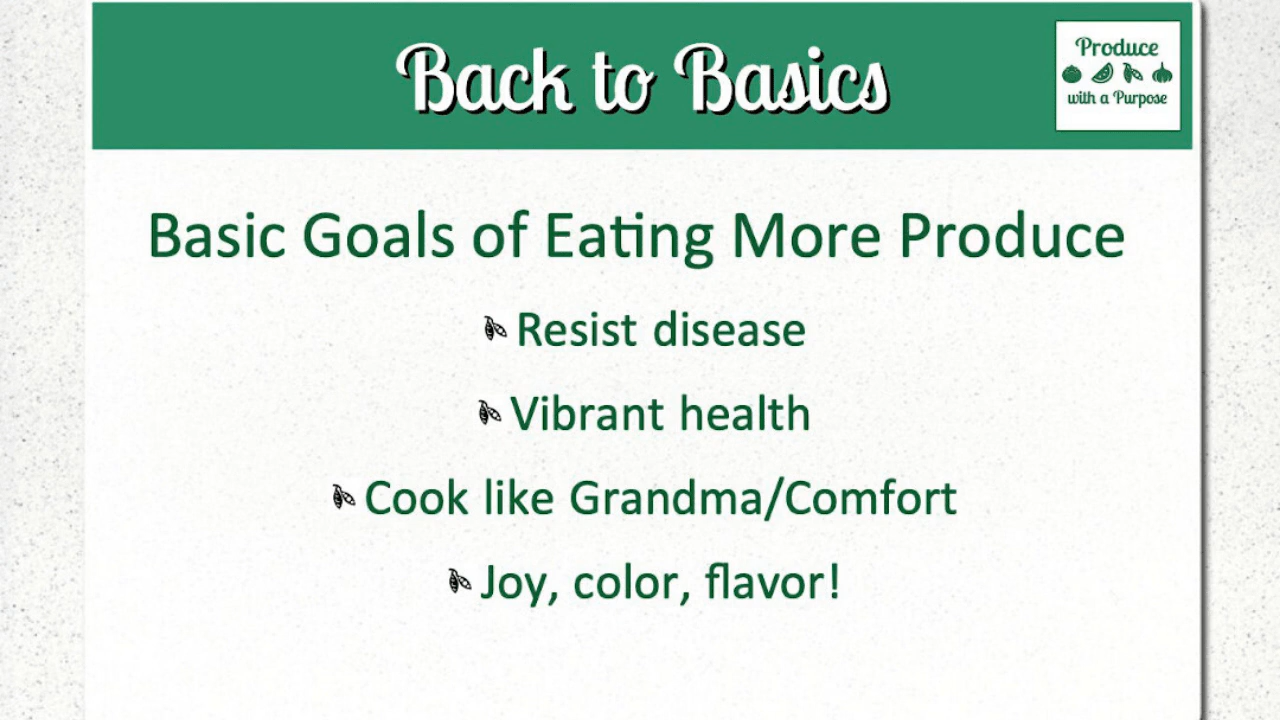 Back to Basics
Produce
with a Purpose
Basic Goals of Eating More Produce
Resist disease
Vibrant health
Cook like Grandma/Comfort
Joy, color, flavor!